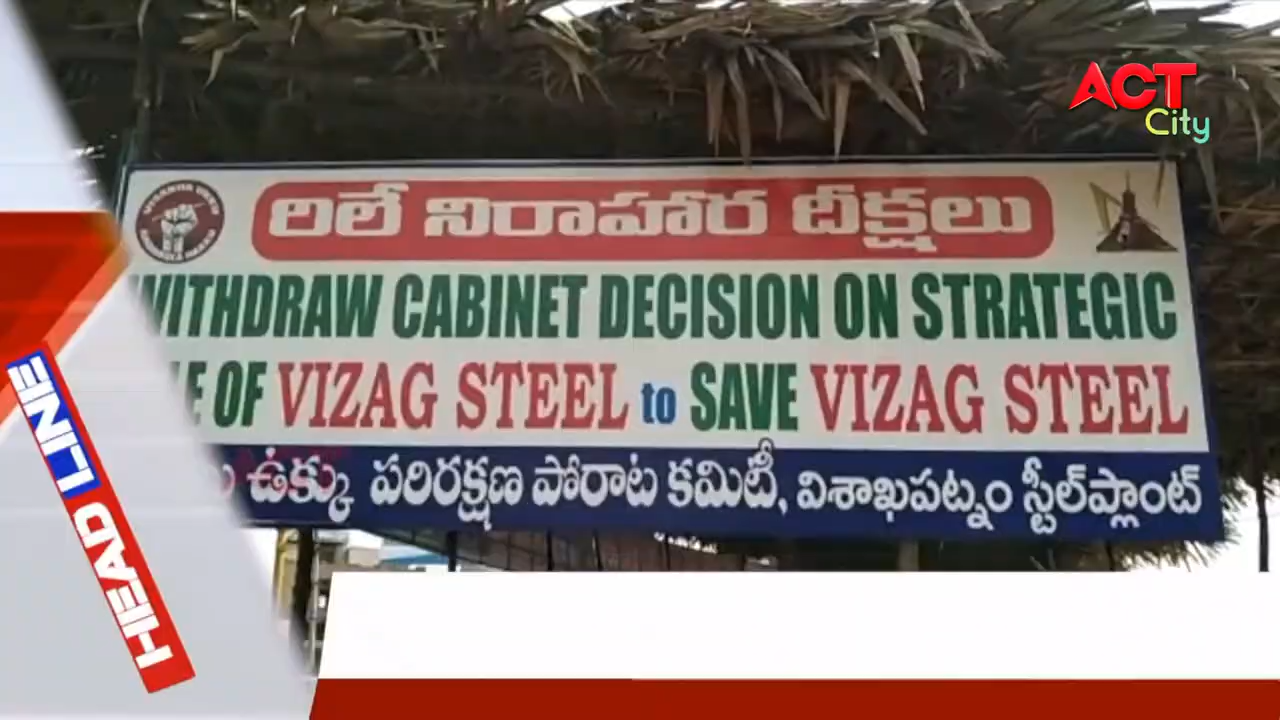 ACT
City
రిలే నిరాహార దీక్షలు
WITHDRAW CABINET DECISION ON STRATEGIC
OF VIZAG STEEL to SAVE VIZAG STEEL
ఉక్కు పరిరక్షణ పోరాట కమిటీ, విశాఖపట్నం స్టీల్‌ప్లాంట్
HEAD LINE